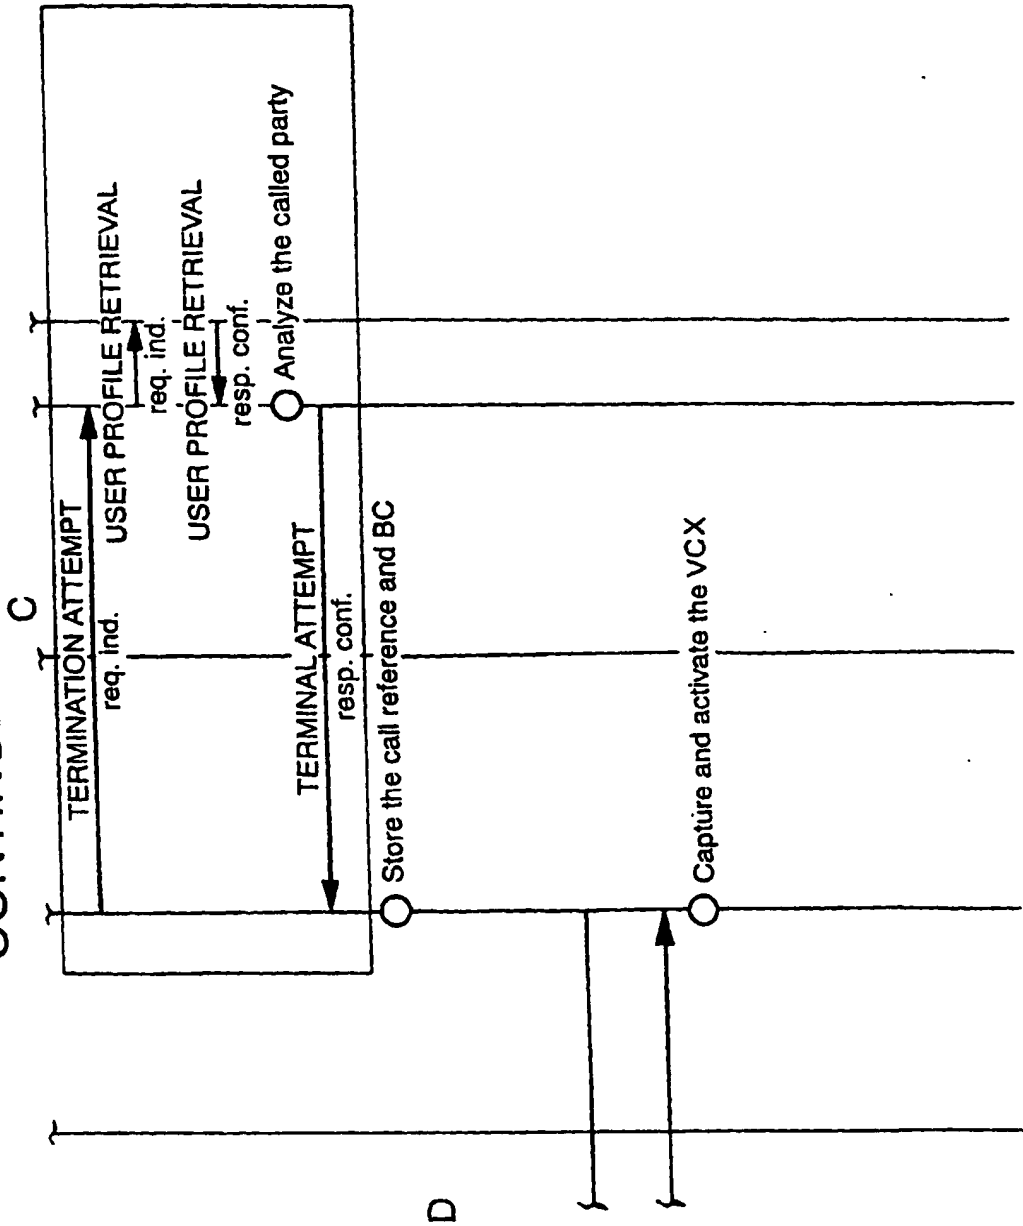 C
TERMINATION ATTEMPT
req. ind.
USER PROFILE RETRIEVAL
req. ind.
USER PROFILE RETRIEVAL
resp. conf.
Analyze the called party
TERMINAL ATTEMPT
resp. conf.
Store the call reference and BC
D
Capture and activate the VCX